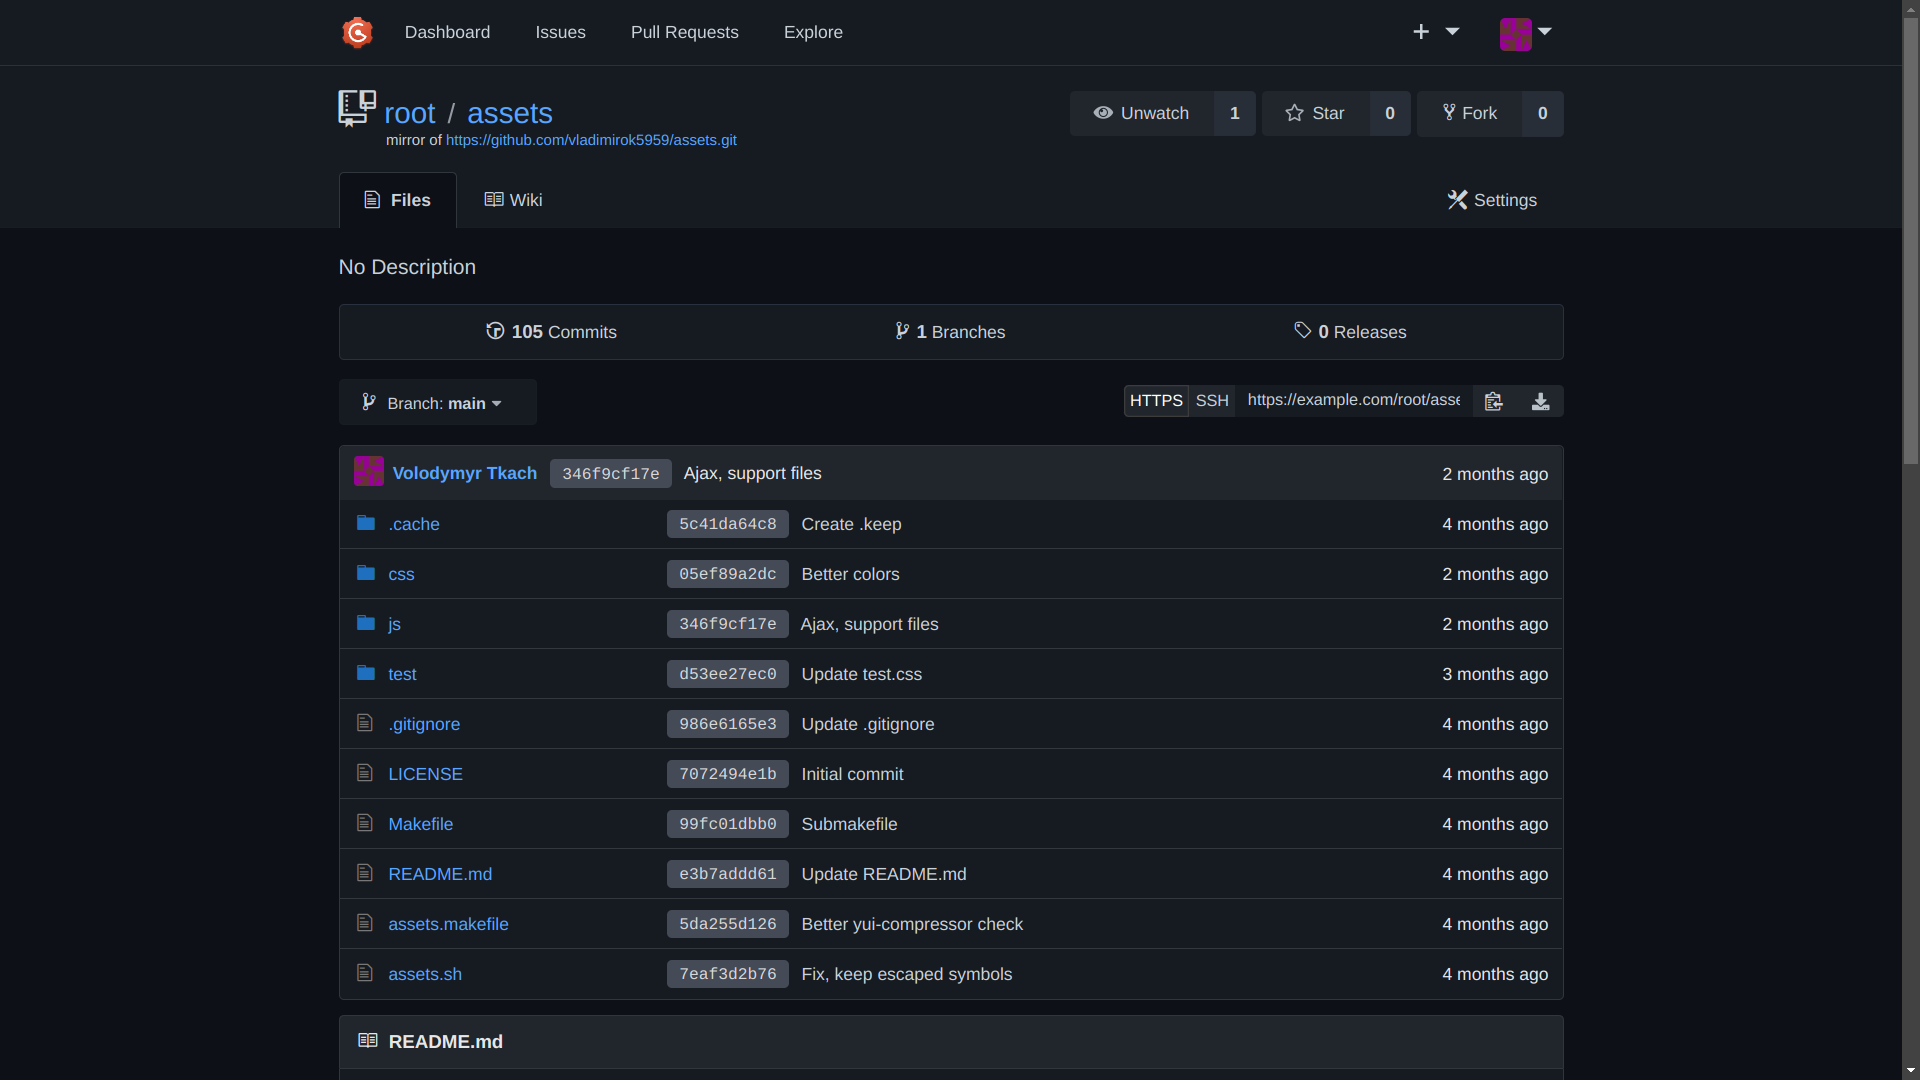 Dashboard Issues Pull Requests Explore
root / assets
mirror of https://github.com/vladimirok5959/assets.git
Unwatch 1 Star 0 Fork 0
Files Wiki Settings
No Description
105 Commits 1 Branches 0 Releases
Branch: main HTTPS SSH https://example.com/root/asse
Volodymyr Tkach 346f9cf17e Ajax, support files 2 months ago
.cache 5c41da64c8 Create .keep 4 months ago
css 05ef89a2dc Better colors 2 months ago
js 346f9cf17e Ajax, support files 2 months ago
test d53ee27ec0 Update test.css 3 months ago
.gitignore 986e6165e3 Update .gitignore 4 months ago
LICENSE 7072494e1b Initial commit 4 months ago
Makefile 99fc01dbb0 Submakefile 4 months ago
README.md e3b7addd61 Update README.md 4 months ago
assets.makefile 5da255d126 Better yui-compressor check 4 months ago
assets.sh 7eaf3d2b76 Fix, keep escaped symbols 4 months ago
README.md